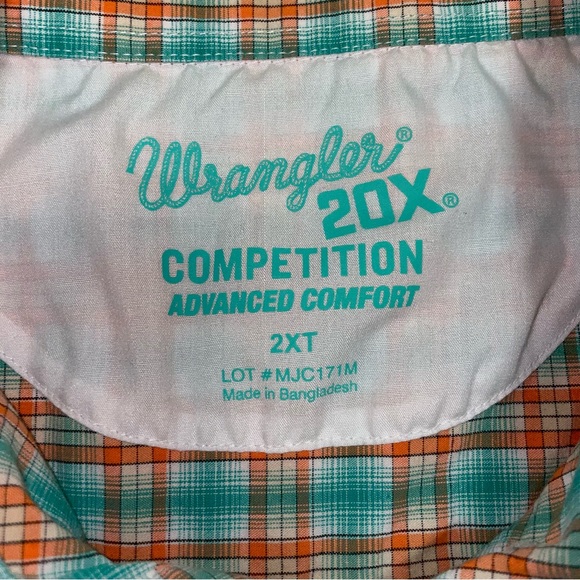 Wrangler®
20X®
COMPETITION
ADVANCED COMFORT
2XT
LOT #MJC171M
Made in Bangladesh